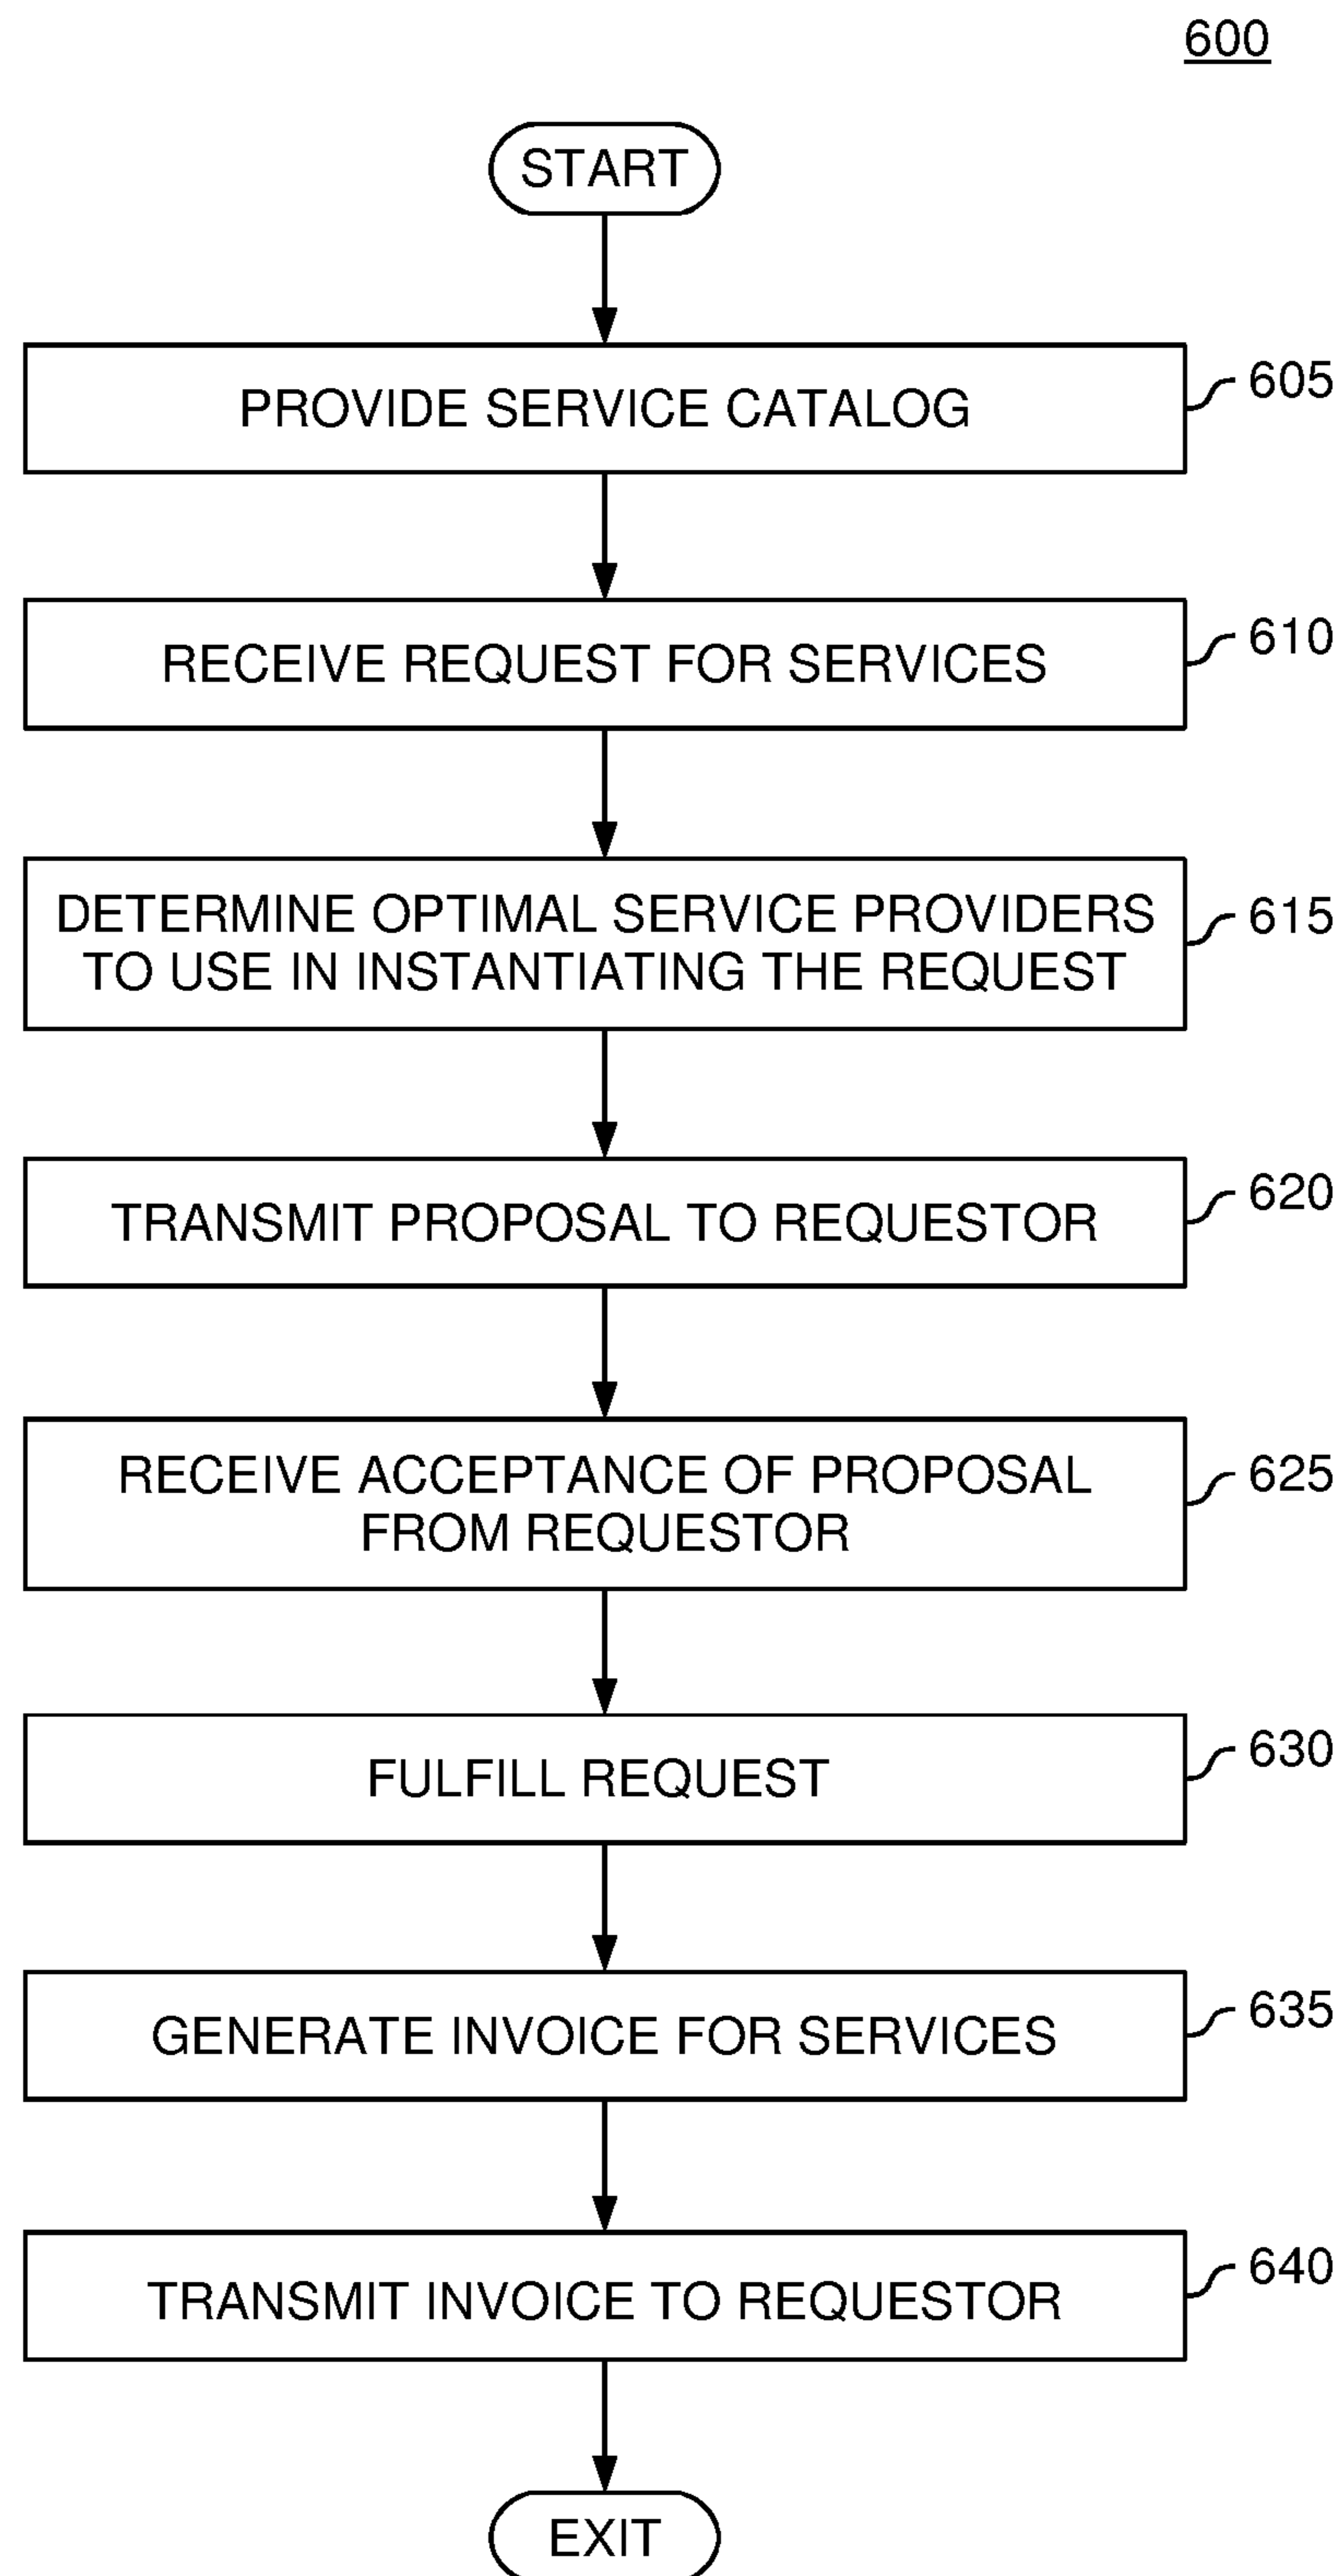 600
START
PROVIDE SERVICE CATALOG
605
RECEIVE REQUEST FOR SERVICES
610
DETERMINE OPTIMAL SERVICE PROVIDERS
TO USE IN INSTANTIATING THE REQUEST
615
TRANSMIT PROPOSAL TO REQUESTOR
620
RECEIVE ACCEPTANCE OF PROPOSAL
FROM REQUESTOR
625
FULFILL REQUEST
630
GENERATE INVOICE FOR SERVICES
635
TRANSMIT INVOICE TO REQUESTOR
640
EXIT